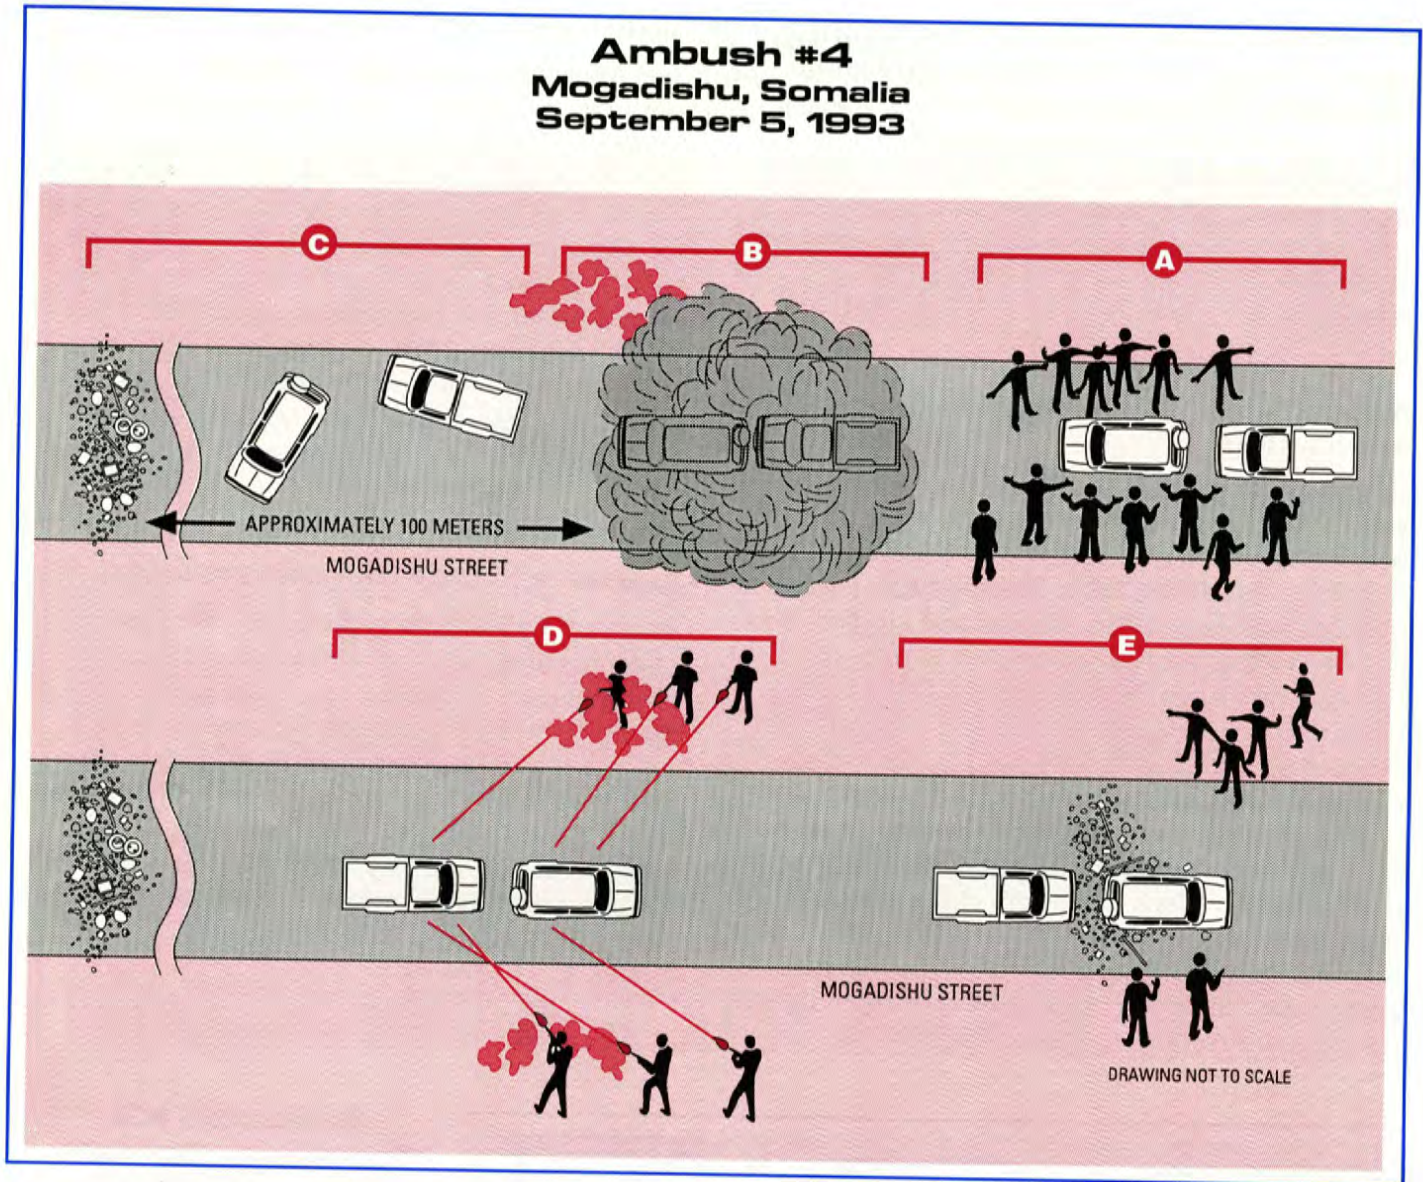 Ambush #4
Mogadishu, Somalia
September 5, 1993
C
B
A
APPROXIMATELY 100 METERS
MOGADISHU STREET
D
E
MOGADISHU STREET
DRAWING NOT TO SCALE